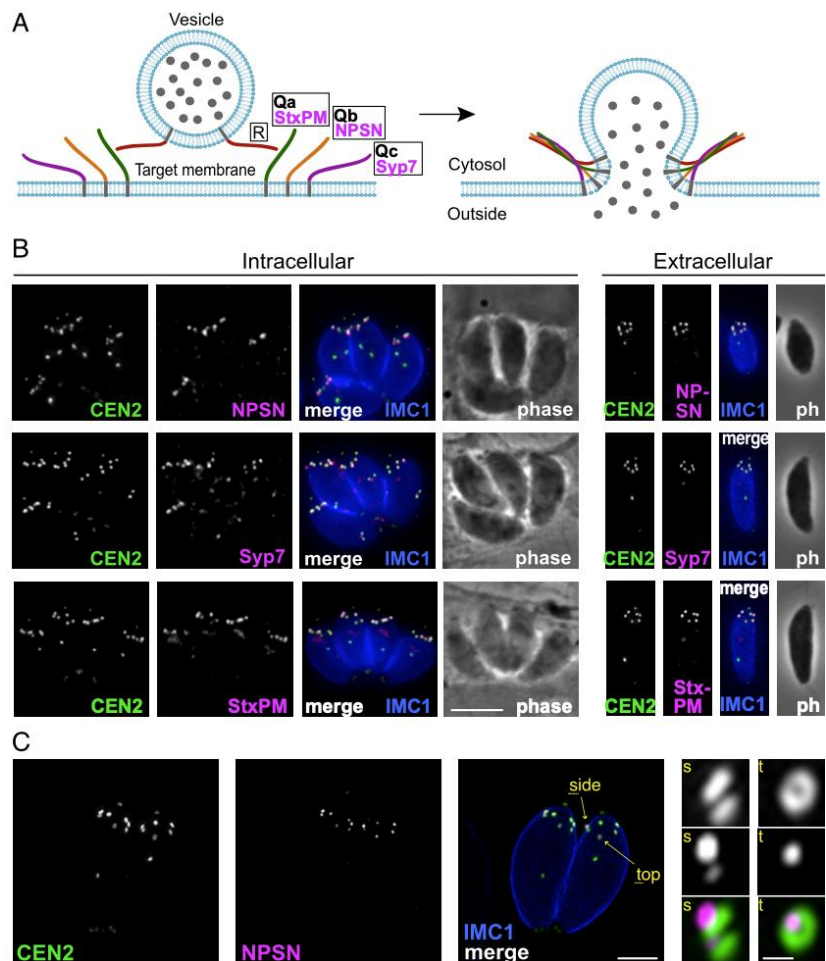 A
Vesicle
Qa
StxPM
Qb
NPSN
R
Qc
Syp7
Target membrane
Cytosol
Outside
B
Intracellular
Extracellular
CEN2
NPSN
merge IMC1
phase
CEN2
NP-
SN
IMC1
ph
CEN2
Syp7
merge IMC1
phase
CEN2
Syp7
merge
IMC1
ph
CEN2
StxPM
merge IMC1
phase
CEN2
Stx-
PM
merge
IMC1
ph
C
CEN2
NPSN
side
top
IMC1
merge
s
t
s
t
s
t